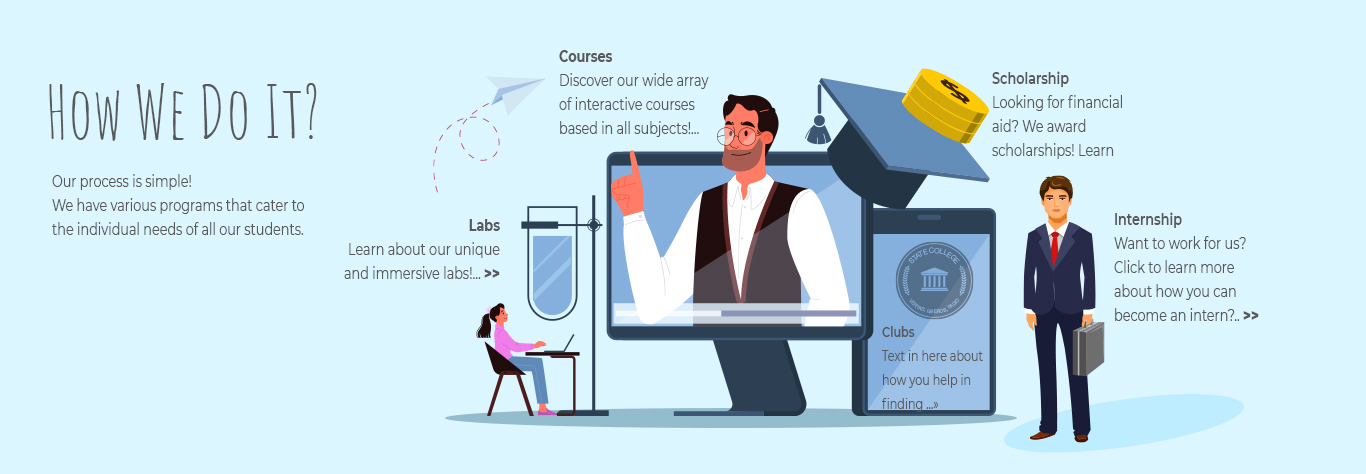 How We Do It?
Our process is simple!
We have various programs that cater to
the individual needs of all our students.
Courses
Discover our wide array
of interactive courses
based in all subjects!...
Scholarship
Looking for financial
aid? We award
scholarships! Learn
Labs
Learn about our unique
and immersive labs!... >>
Internship
Want to work for us?
Click to learn more
about how you can
become an intern?.. >>
STATE COLLEGE
Clubs
Text in here about
how you help in
finding ...»